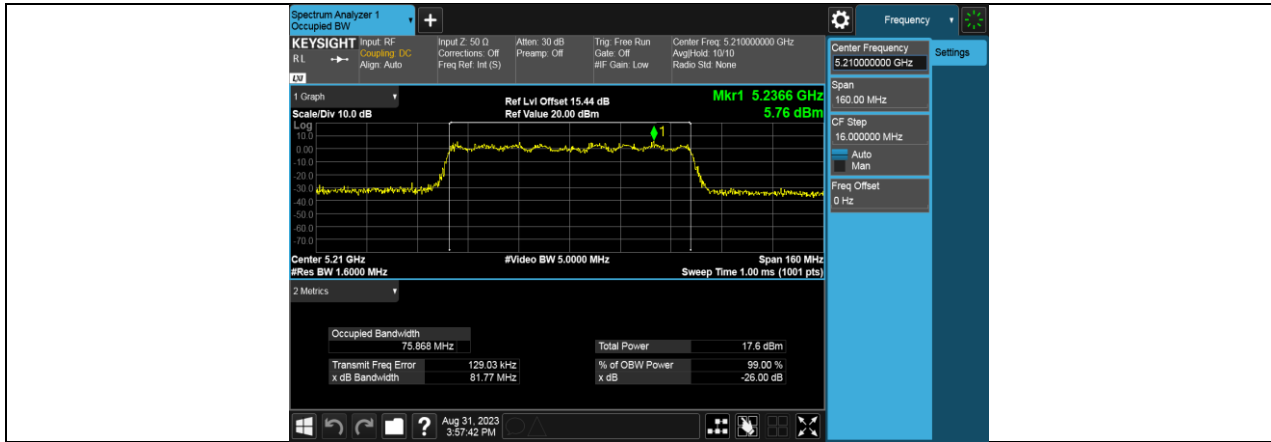 Spectrum Analyzer 1
Occupied BW
+
Frequency
KEYSIGHT
RL
LXI
Input: RF
Coupling: DC
Align: Auto
Input Z: 50 Ω
Corrections: Off
Freq Ref: Int (S)
Atten: 30 dB
Preamp: Off
Trig: Free Run
Gate: Off
#IF Gain: Low
Center Freq: 5.210000000 GHz
Avg|Hold: 10/10
Radio Std: None
Center Frequency
5.210000000 GHz
Settings
Span
160.00 MHz
CF Step
16.000000 MHz
Auto
Man
Freq Offset
0 Hz
1 Graph
Scale/Div 10.0 dB
Ref Lvl Offset 15.44 dB
Ref Value 20.00 dBm
Mkr1 5.2366 GHz
5.76 dBm
Log
10.0
0.00
-10.0
-20.0
-30.0
-40.0
-50.0
-60.0
-70.0
1
Center 5.21 GHz
#Video BW 5.0000 MHz
Span 160 MHz
#Res BW 1.6000 MHz
Sweep Time 1.00 ms (1001 pts)
2 Metrics
Occupied Bandwidth
75.868 MHz
Total Power 17.6 dBm
Transmit Freq Error 129.03 kHz
% of OBW Power 99.00 %
x dB Bandwidth 81.77 MHz
x dB -26.00 dB
?
Aug 31, 2023
3:57:42 PM